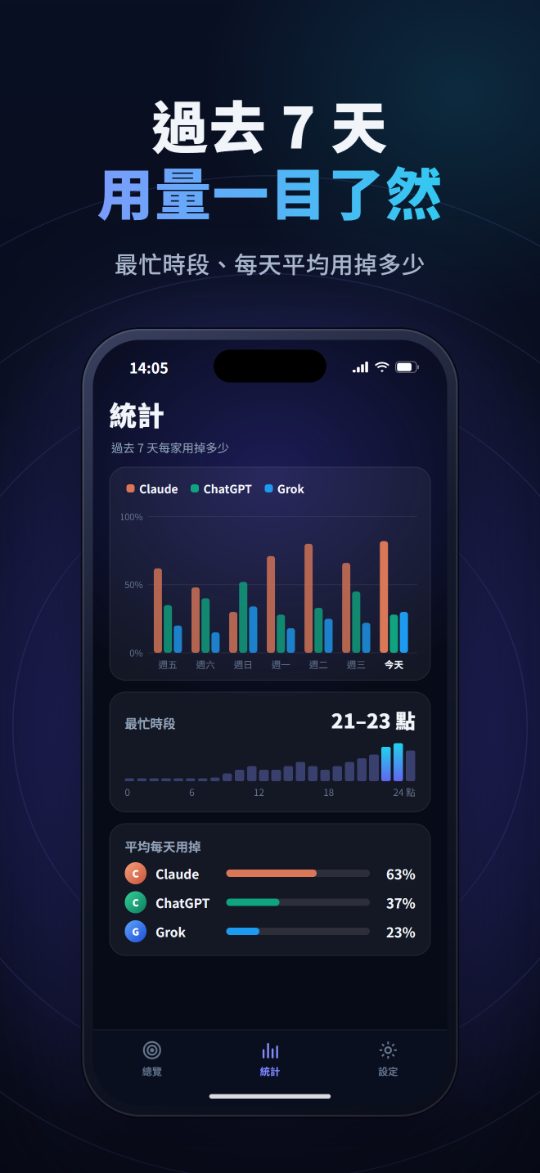 過去 7 天
用量一目了然
最忙時段、每天平均用掉多少
14:05
統計
過去 7 天每家用掉多少
Claude ChatGPT Grok
100%
50%
0%
週五 週六 週日 週一 週二 週三 今天
最忙時段 21–23 點
0 6 12 18 24 點
平均每天用掉
C Claude 63%
C ChatGPT 37%
G Grok 23%
總覽 統計 設定